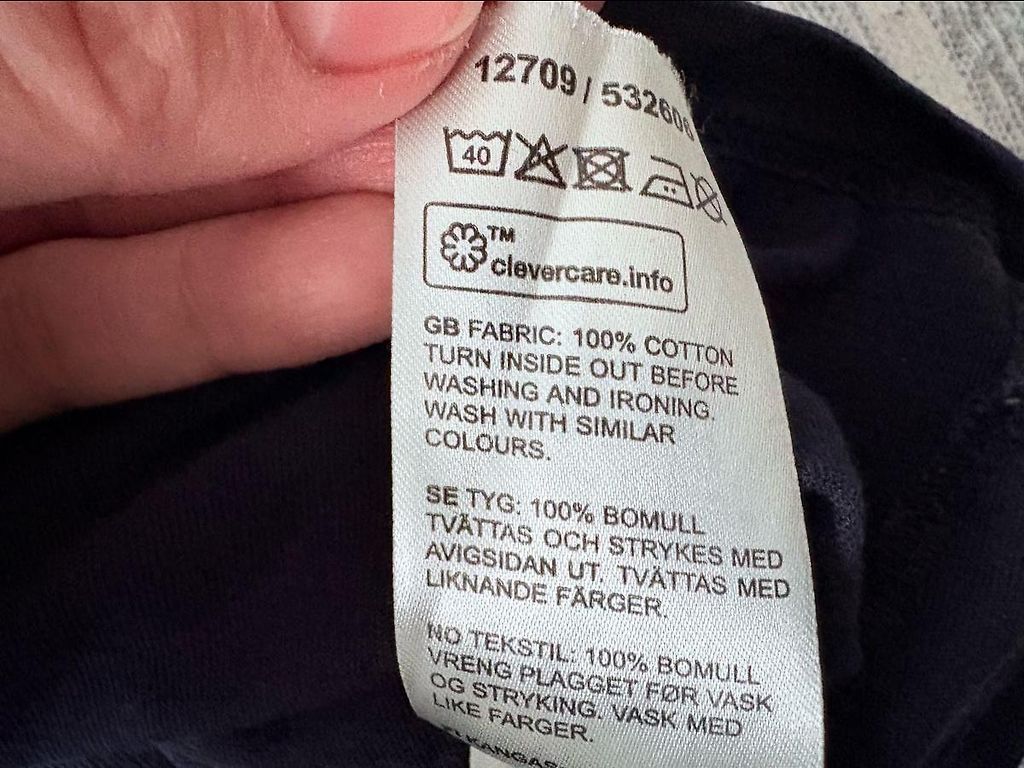 12709 / 532606
40
TM
clevercare.info
GB FABRIC: 100% COTTON
TURN INSIDE OUT BEFORE
WASHING AND IRONING.
WASH WITH SIMILAR
COLOURS.
SE TYG: 100% BOMULL
TVÄTTAS OCH STRYKES MED
AVIGSIDAN UT. TVÄTTAS MED
LIKNANDE FÄRGER.
NO TEKSTIL: 100% BOMULL
VRENG PLAGGET FØR VASK
OG STRYKING. VASK MED
LIKE FARGER.